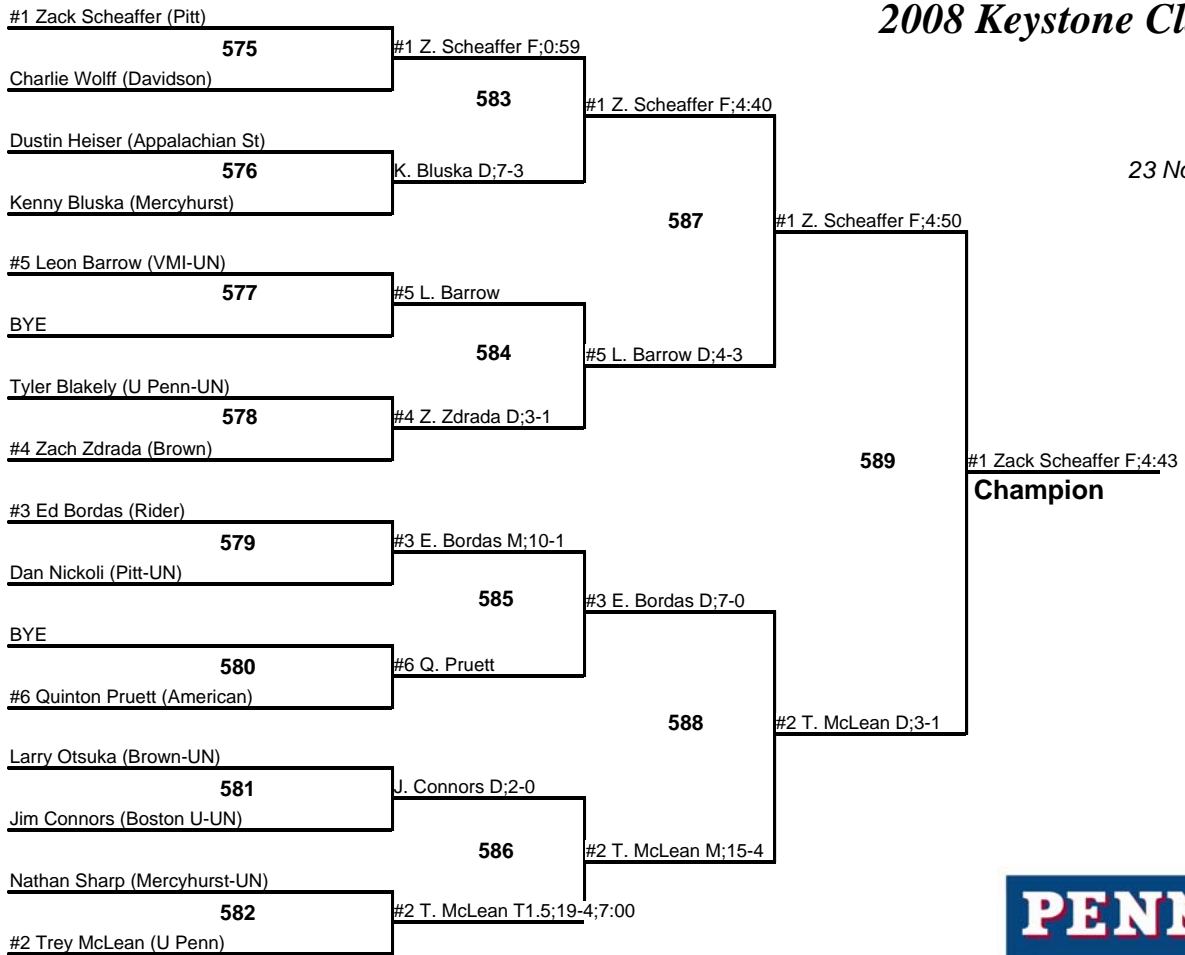 2008 Keystone
23
#1 Zack Scheaffer (Pitt)
575
Charlie Wolff (Davidson)
Dustin Heiser (Appalachian St)
576
Kenny Bluska (Mercyhurst)
#5 Leon Barrow (VMI-UN)
577
BYE
Tyler Blakely (U Penn-UN)
578
#4 Zach Zdrada (Brown)
#3 Ed Bordas (Rider)
579
Dan Nickoli (Pitt-UN)
BYE
580
#6 Quinton Pruett (American)
Larry Otsuka (Brown-UN)
581
Jim Connors (Boston U-UN)
Nathan Sharp (Mercyhurst-UN)
582
#2 Trey McLean (U Penn)
#1 Z. Scheaffer F;0:59
583
K. Bluska D;7-3
#5 L. Barrow
584
#4 Z. Zdrada D;3-1
#3 E. Bordas M;10-1
585
#6 Q. Pruett
J. Connors D;2-0
586
#2 T. McLean T1.5;19-4;7:00
#1 Z. Scheaffer F;4:40
587
#5 L. Barrow D;4-3
#3 E. Bordas D;7-0
588
#2 T. McLean M;15-4
#1 Z. Scheaffer F;4:50
589
#2 T. McLean D;3-1
#1 Zack Scheaffer F;4:43
Champion